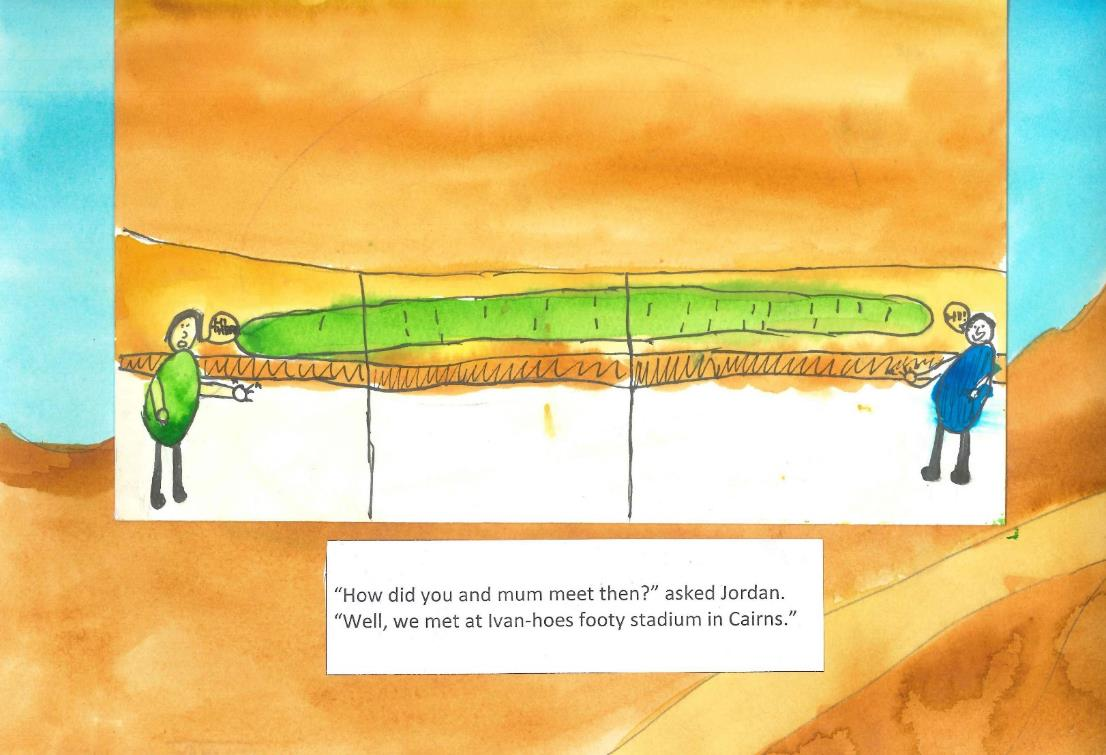 “How did you and mum meet then?” asked Jordan.
“Well, we met at Ivan-hoes footy stadium in Cairns.”